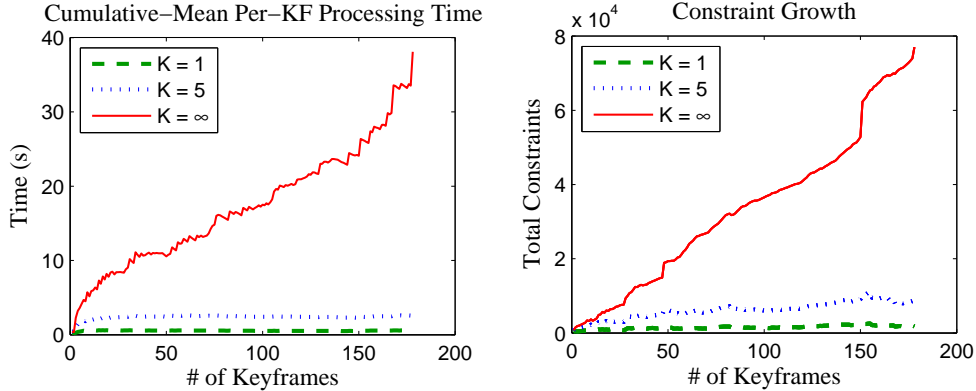 Cumulative−Mean Per−KF Processing Time
40
30
20
10
0
Time (s)
K = 1
K = 5
K = ∞
0
50
100
150
200
# of Keyframes
Constraint Growth
x 10^4
8
6
4
2
0
Total Constraints
K = 1
K = 5
K = ∞
0
50
100
150
200
# of Keyframes